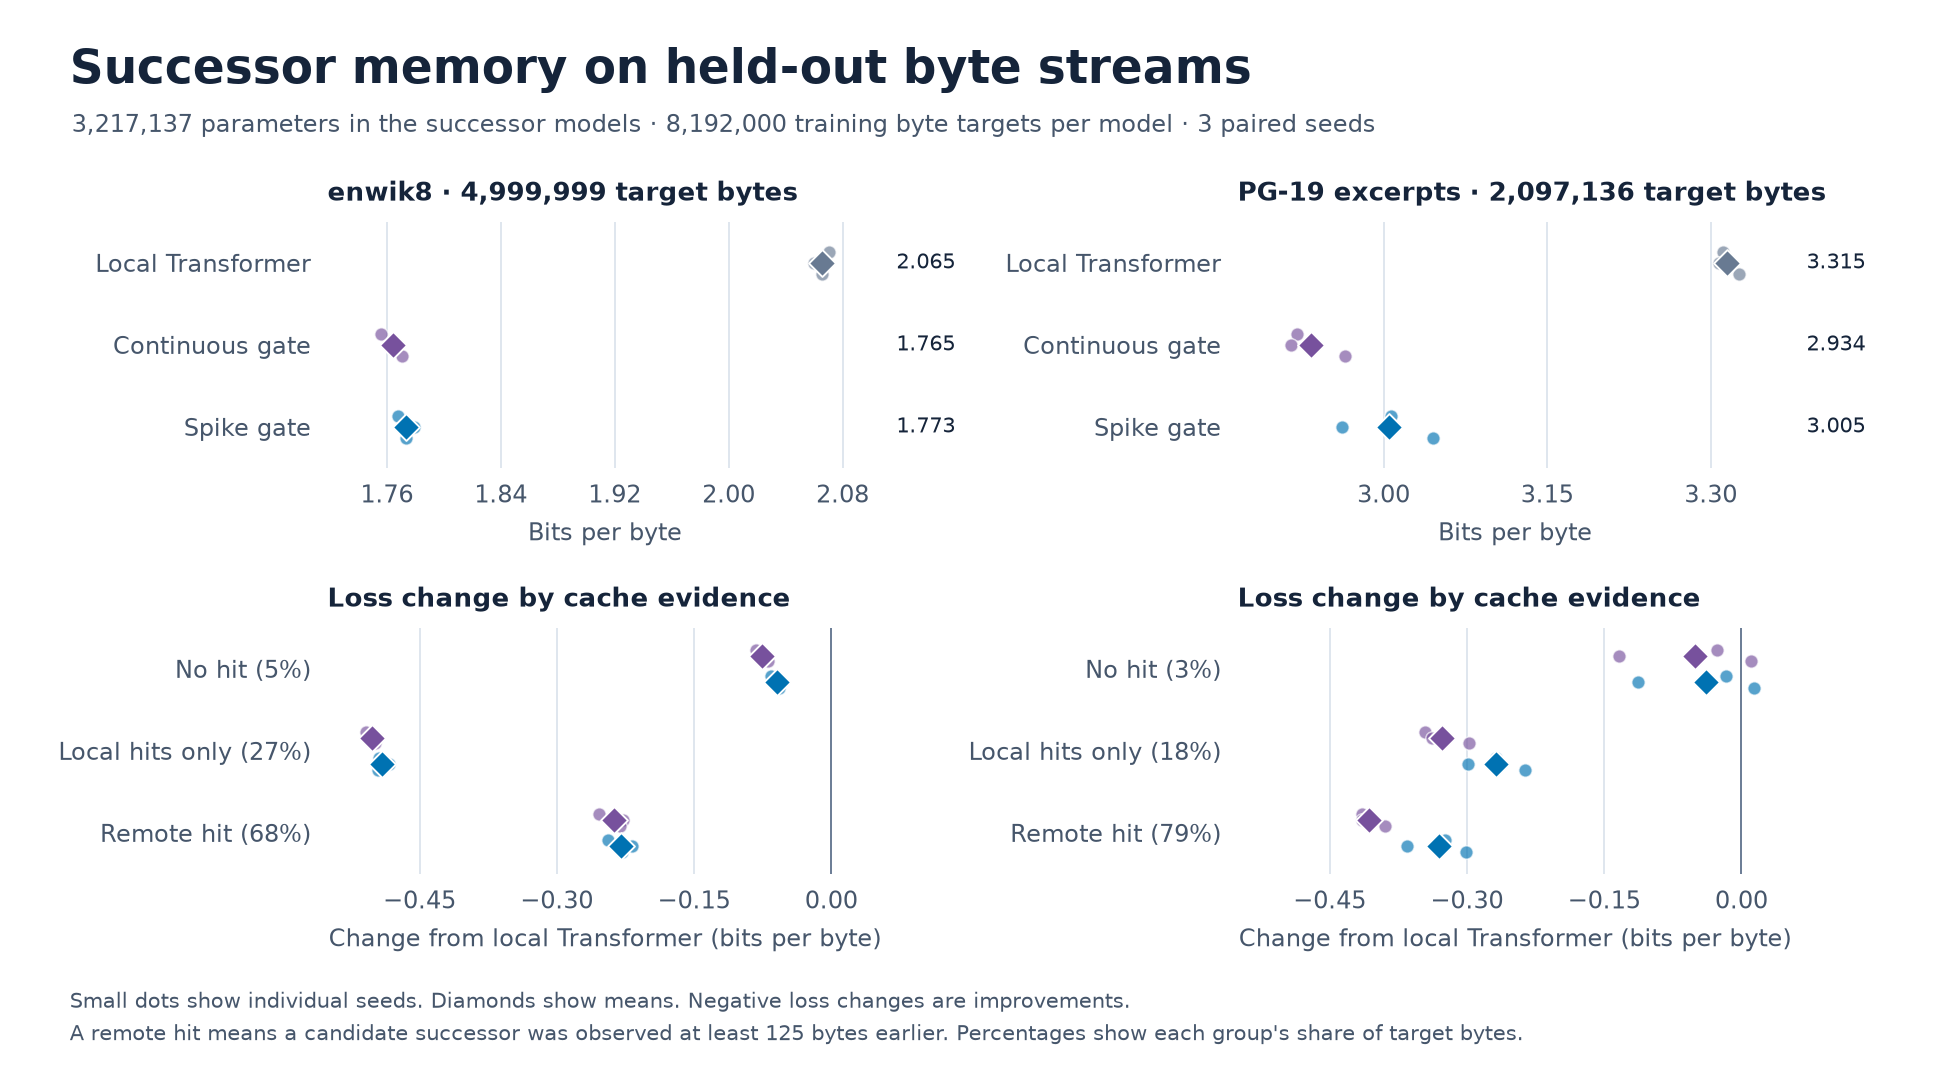 Successor memory on held-out byte streams
3,217,137 parameters in the successor models · 8,192,000 training byte targets per model · 3 paired seeds
enwik8 · 4,999,999 target bytes
Local Transformer
2.065
Continuous gate
1.765
Spike gate
1.773
1.76 1.84 1.92 2.00 2.08
Bits per byte
PG-19 excerpts · 2,097,136 target bytes
Local Transformer
3.315
Continuous gate
2.934
Spike gate
3.005
3.00 3.15 3.30
Bits per byte
Loss change by cache evidence
No hit (5%)
Local hits only (27%)
Remote hit (68%)
−0.45 −0.30 −0.15 0.00
Change from local Transformer (bits per byte)
Loss change by cache evidence
No hit (3%)
Local hits only (18%)
Remote hit (79%)
−0.45 −0.30 −0.15 0.00
Change from local Transformer (bits per byte)
Small dots show individual seeds. Diamonds show means. Negative loss changes are improvements.
A remote hit means a candidate successor was observed at least 125 bytes earlier. Percentages show each group's share of target bytes.